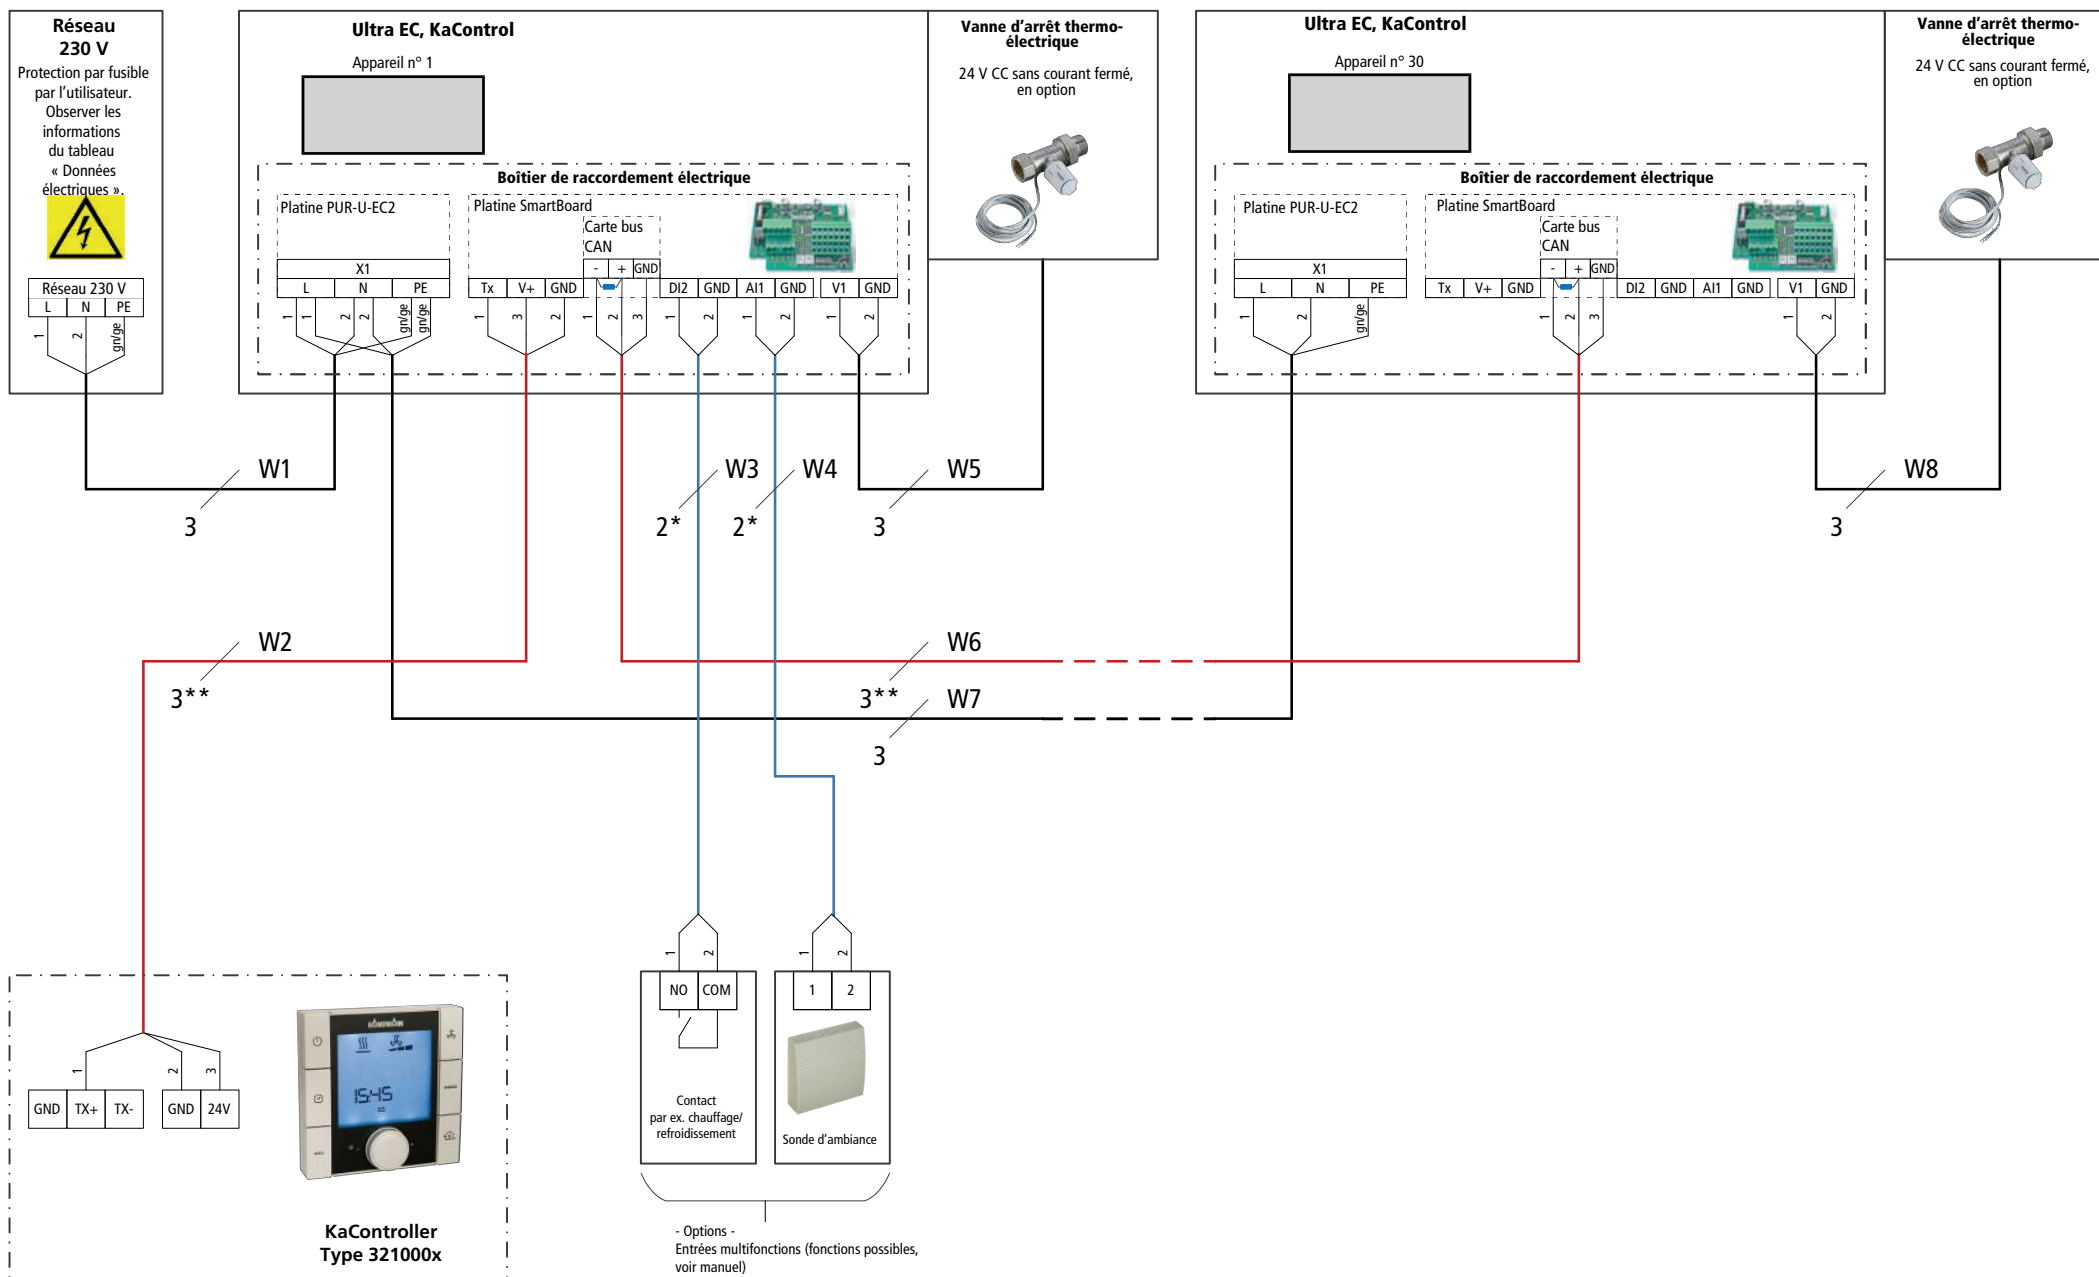 Réseau
230 V
Protection par fusible
par l'utilisateur.
Observer les
informations
du tableau
« Données
électriques ».
Réseau 230 V
L N PE
1 2 gn/ge
Ultra EC, KaControl
Appareil n° 1
Boîtier de raccordement électrique
Platine PUR-U-EC2
X1
L N PE
1 1 2 2 gn/ge gn/ge
Platine SmartBoard
Carte bus
CAN
- + GND
Tx V+ GND DI2 GND AI1 GND V1 GND
1 3 2 1 2 3 1 2 1 2 1 2
Vanne d'arrêt thermo-
électrique
24 V CC sans courant fermé,
en option
Ultra EC, KaControl
Appareil n° 30
Boîtier de raccordement électrique
Platine PUR-U-EC2
X1
L N PE
1 2 gn/ge
Platine SmartBoard
Carte bus
CAN
- + GND
Tx V+ GND DI2 GND AI1 GND V1 GND
1 2 3 1 2
Vanne d'arrêt thermo-
électrique
24 V CC sans courant fermé,
en option
W1
3
W3
2*
W4
2*
W5
3
W8
3
W2
3**
W6
3**
W7
3
1 2 3
GND TX+ TX- GND 24V
15:45
KaController
Type 321000x
1 2
NO COM
Contact
par ex. chauffage/
refroidissement
1 2
1 2
Sonde d'ambiance
- Options -
Entrées multifonctions (fonctions possibles,
voir manuel)